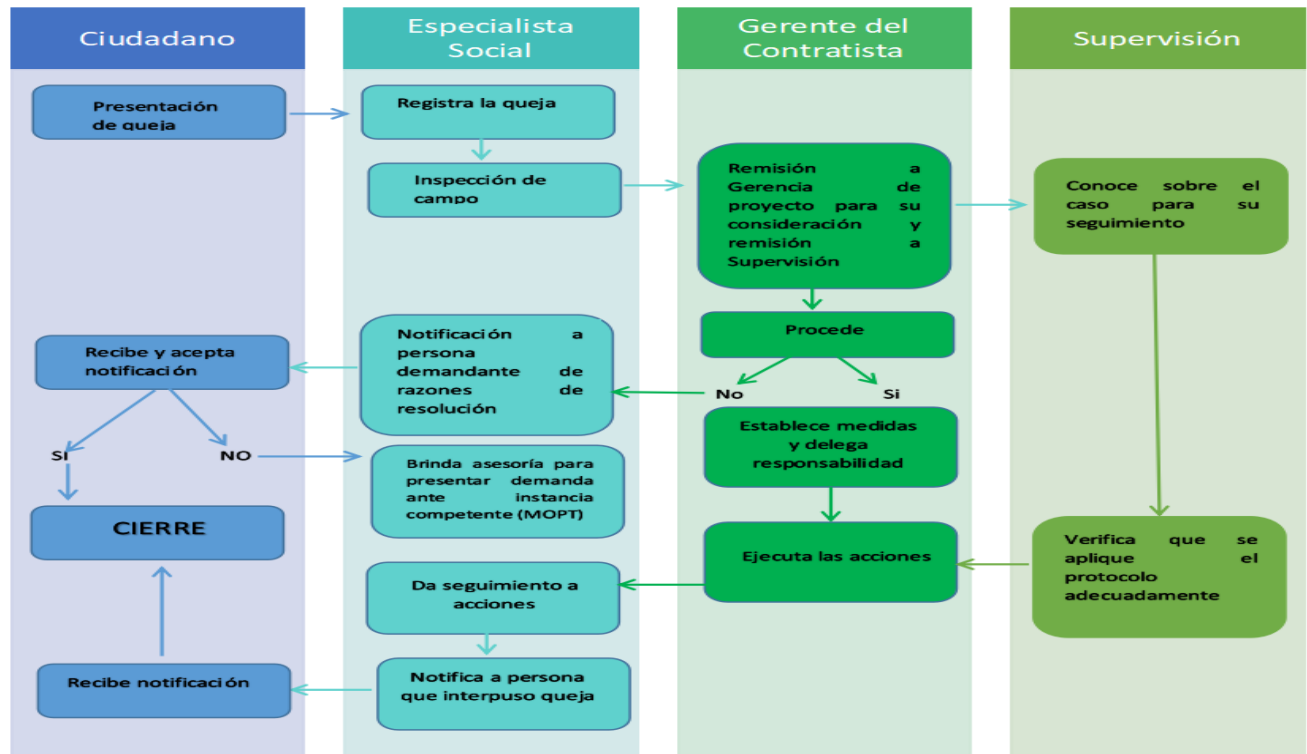 Ciudadano
Especialista
Social
Gerente del
Contratista
Supervisión
Presentación
de queja
Registra la queja
Inspección de
campo
Remisión a
Gerencia de
proyecto para su
consideración y
remisión a
Supervisión
Conoce sobre el
caso para su
seguimiento
Procede
No
Si
Notificación a
persona
demandante de
razones de
resolución
Recibe y acepta
notificación
SI
NO
Establece medidas
y delega
responsabilidad
Brinda asesoría para
presentar demanda
ante instancia
competente (MOPT)
CIERRE
Ejecuta las acciones
Verifica que se
aplique el
protocolo
adecuadamente
Da seguimiento a
acciones
Notifica a persona
que interpuso queja
Recibe notificación